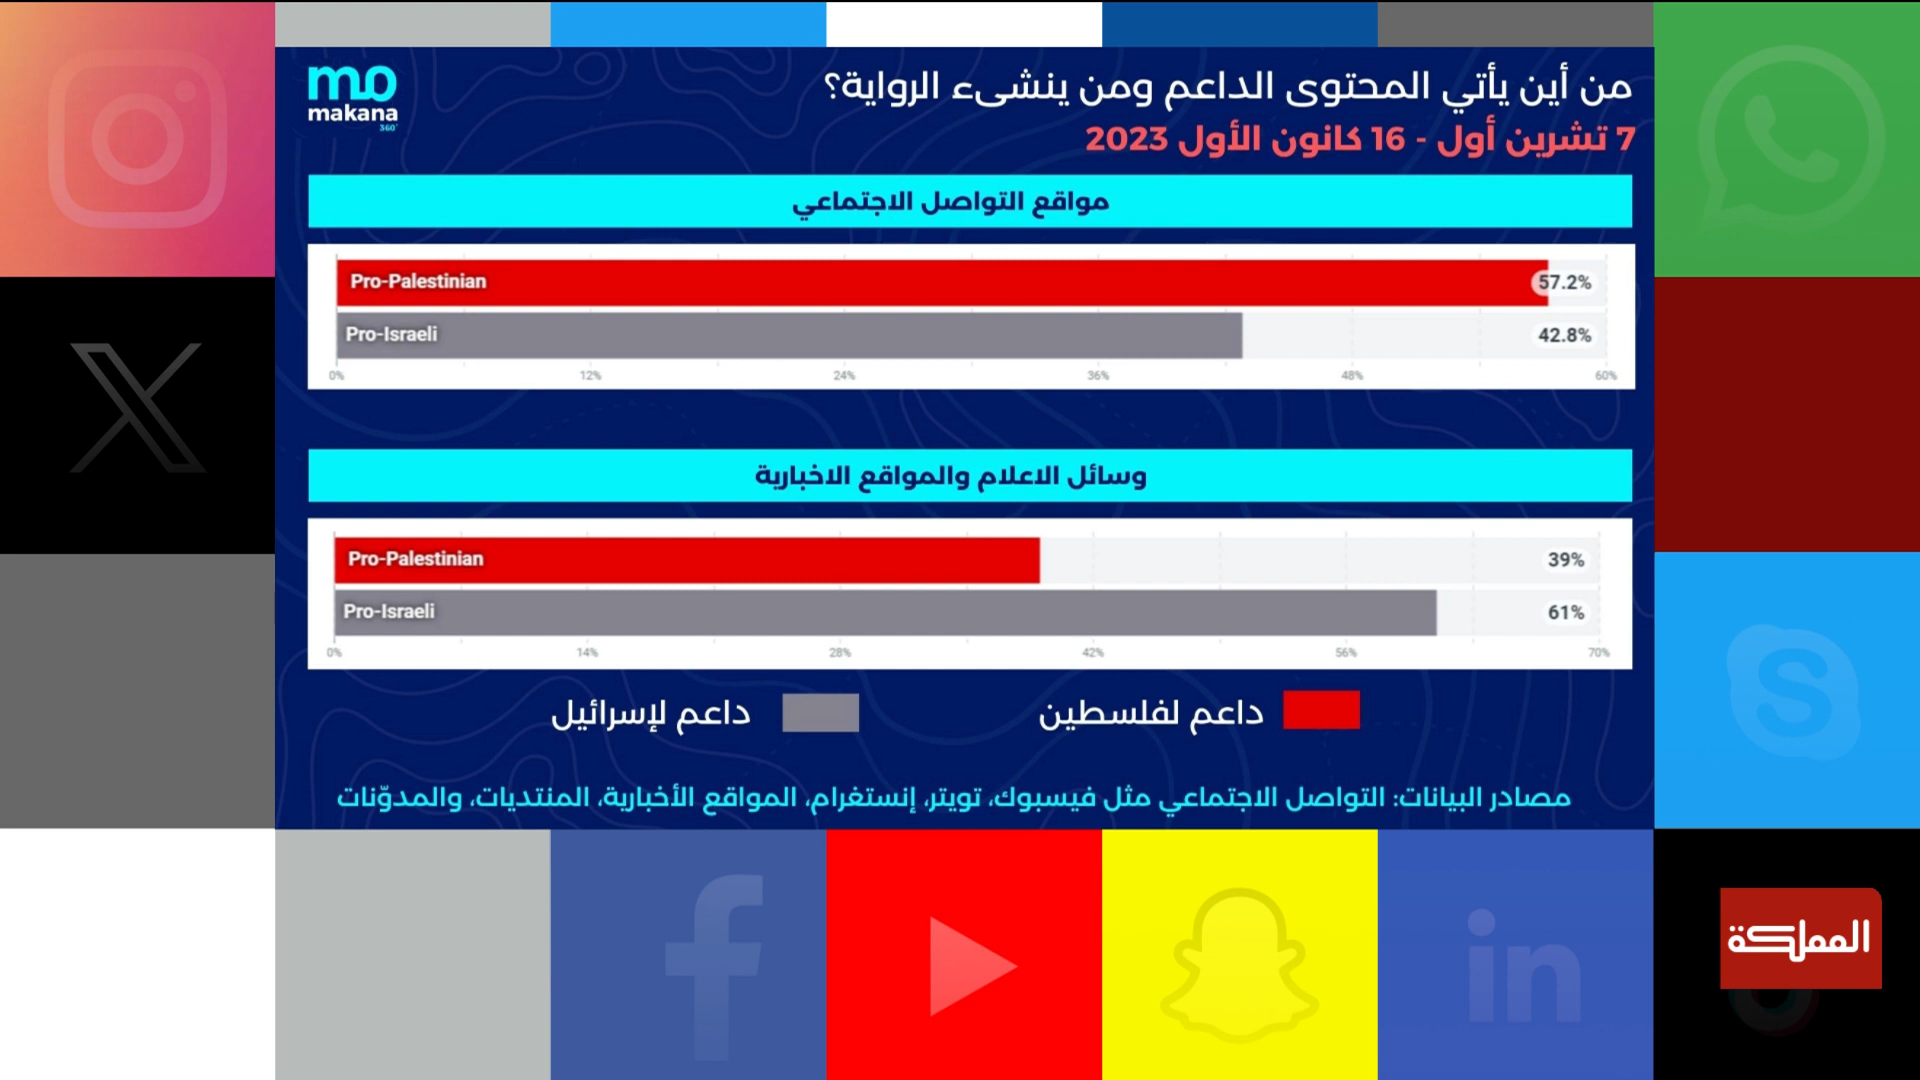 mo
makana
360°
من أين يأتي المحتوى الداعم ومن ينشىء الرواية؟
7 تشرين أول - 16 كانون الأول 2023
مواقع التواصل الاجتماعي
Pro-Palestinian 57.2%
Pro-Israeli 42.8%
0% 12% 24% 36% 48% 60%
وسائل الاعلام والمواقع الاخبارية
Pro-Palestinian 39%
Pro-Israeli 61%
0% 14% 28% 42% 56% 70%
داعم لفلسطين
داعم لإسرائيل
مصادر البيانات: التواصل الاجتماعي مثل فيسبوك، تويتر، إنستغرام، المواقع الأخبارية، المنتديات، والمدوّنات
المملكة